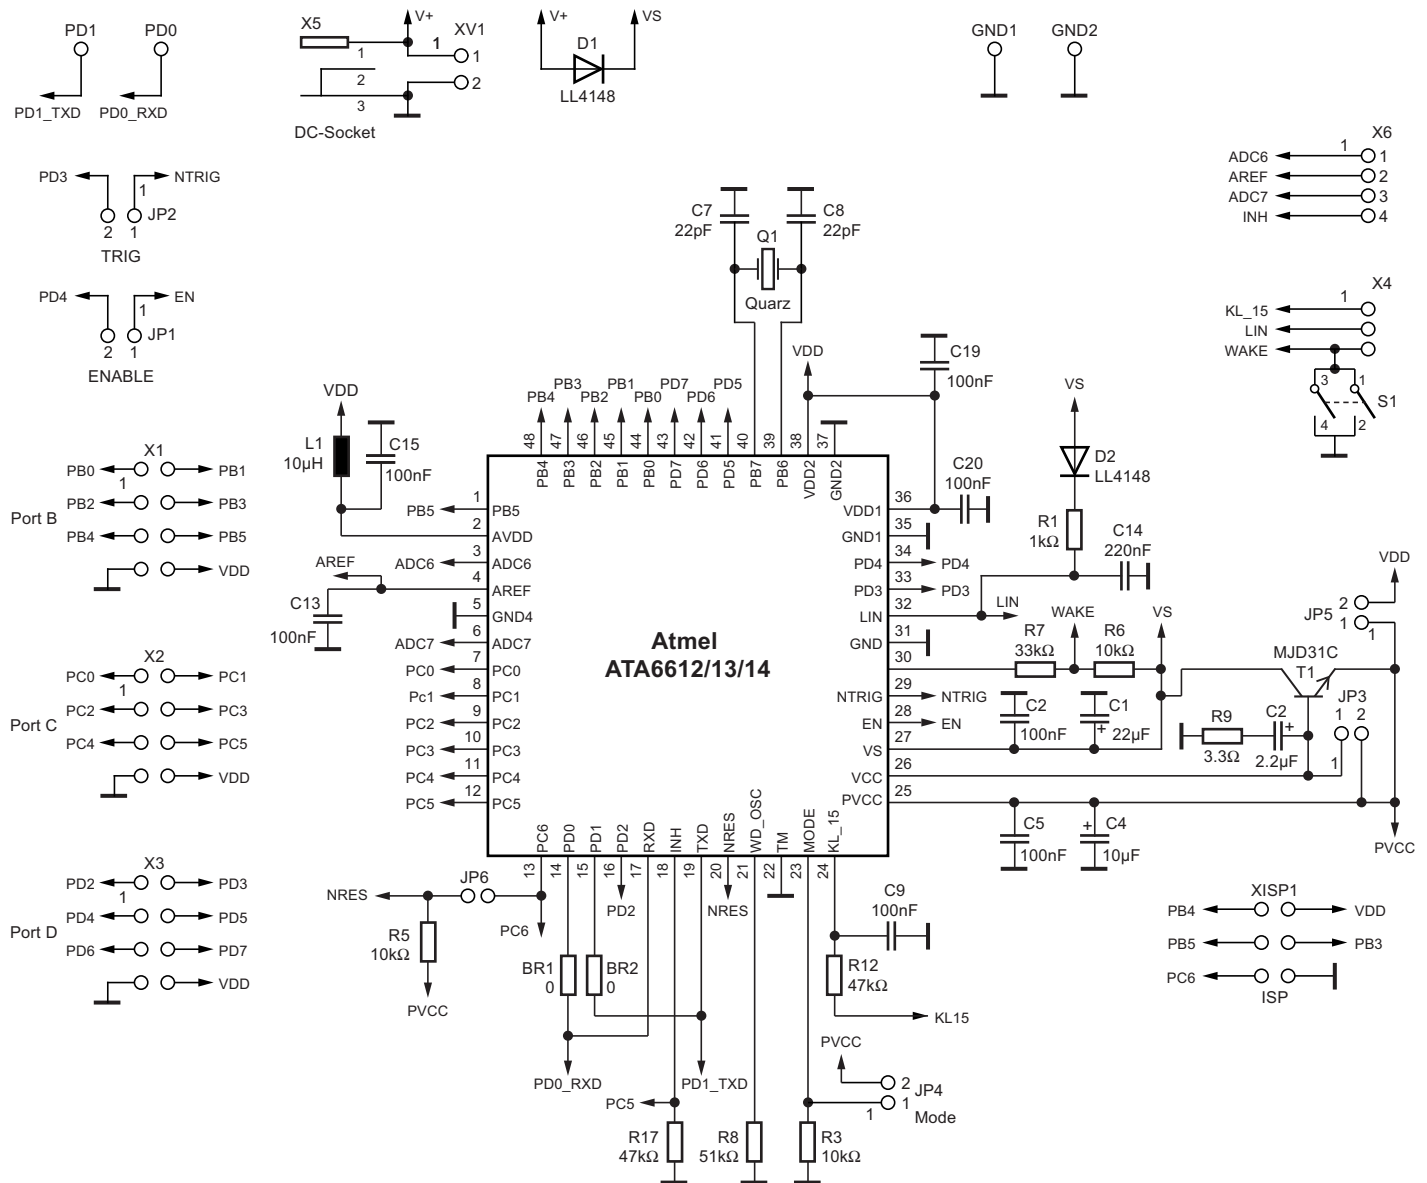 PD1
PD0
PD1_TXD
PD0_RXD
X5
V+
XV1
1
1
1
2
2
3
DC-Socket
V+
VS
D1
LL4148
GND1
GND2
PD3
NTRIG
1
JP2
2
1
TRIG
PD4
EN
1
JP1
2
1
ENABLE
X6
1
ADC6
1
AREF
2
ADC7
3
INH
4
X4
1
KL_15
LIN
WAKE
3
1
S1
4
2
C7
22pF
C8
22pF
Q1
Quarz
VDD
C19
100nF
VS
D2
LL4148
R1
1kΩ
C14
220nF
C20
100nF
VDD
L1
10µH
C15
100nF
PB4
PB3
PB2
PB1
PB0
PD7
PD6
PD5
48
47
46
45
44
43
42
41
40
39
38
37
PB4
PB3
PB2
PB1
PB0
PD7
PD6
PD5
PB7
PB6
VDD2
GND2
X1
PB0
PB1
1
PB2
PB3
Port B
PB4
PB5
VDD
X2
PC0
PC1
1
PC2
PC3
Port C
PC4
PC5
VDD
X3
PD2
PD3
1
PD4
PD5
Port D
PD6
PD7
VDD
PB5
1
PB5
2
AVDD
ADC6
3
ADC6
AREF
4
AREF
C13
100nF
5
GND4
ADC7
6
ADC7
PC0
7
PC0
Pc1
8
PC1
PC2
9
PC2
PC3
10
PC3
PC4
11
PC4
PC5
12
PC5
Atmel
ATA6612/13/14
VDD1
36
GND1
35
PD4
34
PD4
PD3
33
PD3
LIN
32
LIN
GND
31
30
NTRIG
29
NTRIG
EN
28
EN
VS
27
VCC
26
PVCC
25
R7
33kΩ
WAKE
R6
10kΩ
VS
C2
100nF
C1
+
22µF
VDD
2
JP5
1
1
MJD31C
T1
JP3
1
2
1
R9
3.3Ω
C2
+
2.2µF
C5
100nF
+
C4
10µF
PVCC
PC6
PD0
PD1
PD2
RXD
INH
TXD
NRES
WD_OSC
TM
MODE
KL_15
13
14
15
16
17
18
19
20
21
22
23
24
NRES
JP6
R5
10kΩ
PVCC
PC6
PD2
NRES
BR1
0
BR2
0
PD0_RXD
PD1_TXD
C9
100nF
R12
47kΩ
KL15
PVCC
2
JP4
1
1
Mode
PC5
R17
47kΩ
R8
51kΩ
R3
10kΩ
XISP1
PB4
VDD
PB5
PB3
PC6
ISP